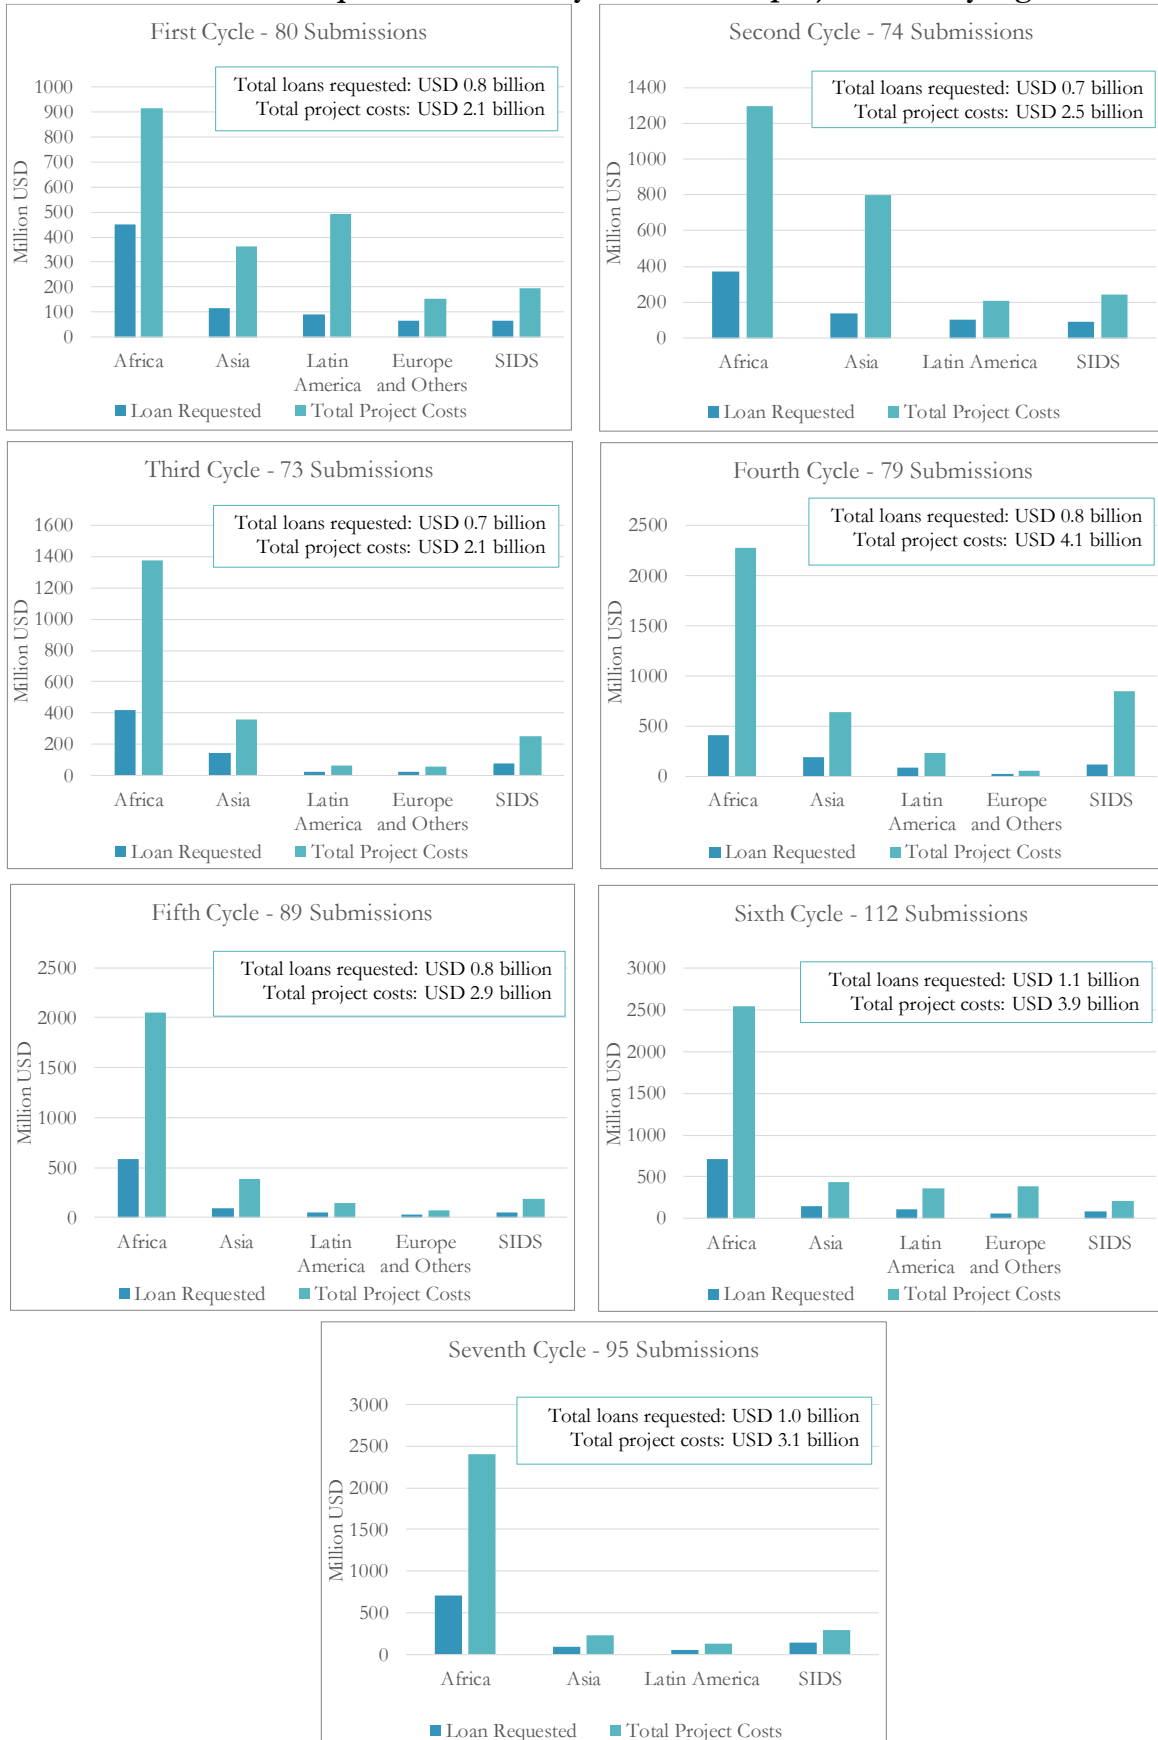 First Cycle - 80 Submissions
Total loans requested: USD 0.8 billion
Total project costs: USD 2.1 billion
Million USD
1000
900
800
700
600
500
400
300
200
100
0
Africa
Asia
Latin America
Europe and Others
SIDS
Loan Requested
Total Project Costs
Second Cycle - 74 Submissions
Total loans requested: USD 0.7 billion
Total project costs: USD 2.5 billion
Million USD
1400
1200
1000
800
600
400
200
0
Africa
Asia
Latin America
SIDS
Loan Requested
Total Project Costs
Third Cycle - 73 Submissions
Total loans requested: USD 0.7 billion
Total project costs: USD 2.1 billion
Million USD
1600
1400
1200
1000
800
600
400
200
0
Africa
Asia
Latin America
Europe and Others
SIDS
Loan Requested
Total Project Costs
Fourth Cycle - 79 Submissions
Total loans requested: USD 0.8 billion
Total project costs: USD 4.1 billion
Million USD
2500
2000
1500
1000
500
0
Africa
Asia
Latin America
Europe and Others
SIDS
Loan Requested
Total Project Costs
Fifth Cycle - 89 Submissions
Total loans requested: USD 0.8 billion
Total project costs: USD 2.9 billion
Million USD
2500
2000
1500
1000
500
0
Africa
Asia
Latin America
Europe and Others
SIDS
Loan Requested
Total Project Costs
Sixth Cycle - 112 Submissions
Total loans requested: USD 1.1 billion
Total project costs: USD 3.9 billion
Million USD
3000
2500
2000
1500
1000
500
0
Africa
Asia
Latin America
Europe and Others
SIDS
Loan Requested
Total Project Costs
Seventh Cycle - 95 Submissions
Total loans requested: USD 1.0 billion
Total project costs: USD 3.1 billion
Million USD
3000
2500
2000
1500
1000
500
0
Africa
Asia
Latin America
SIDS
Loan Requested
Total Project Costs